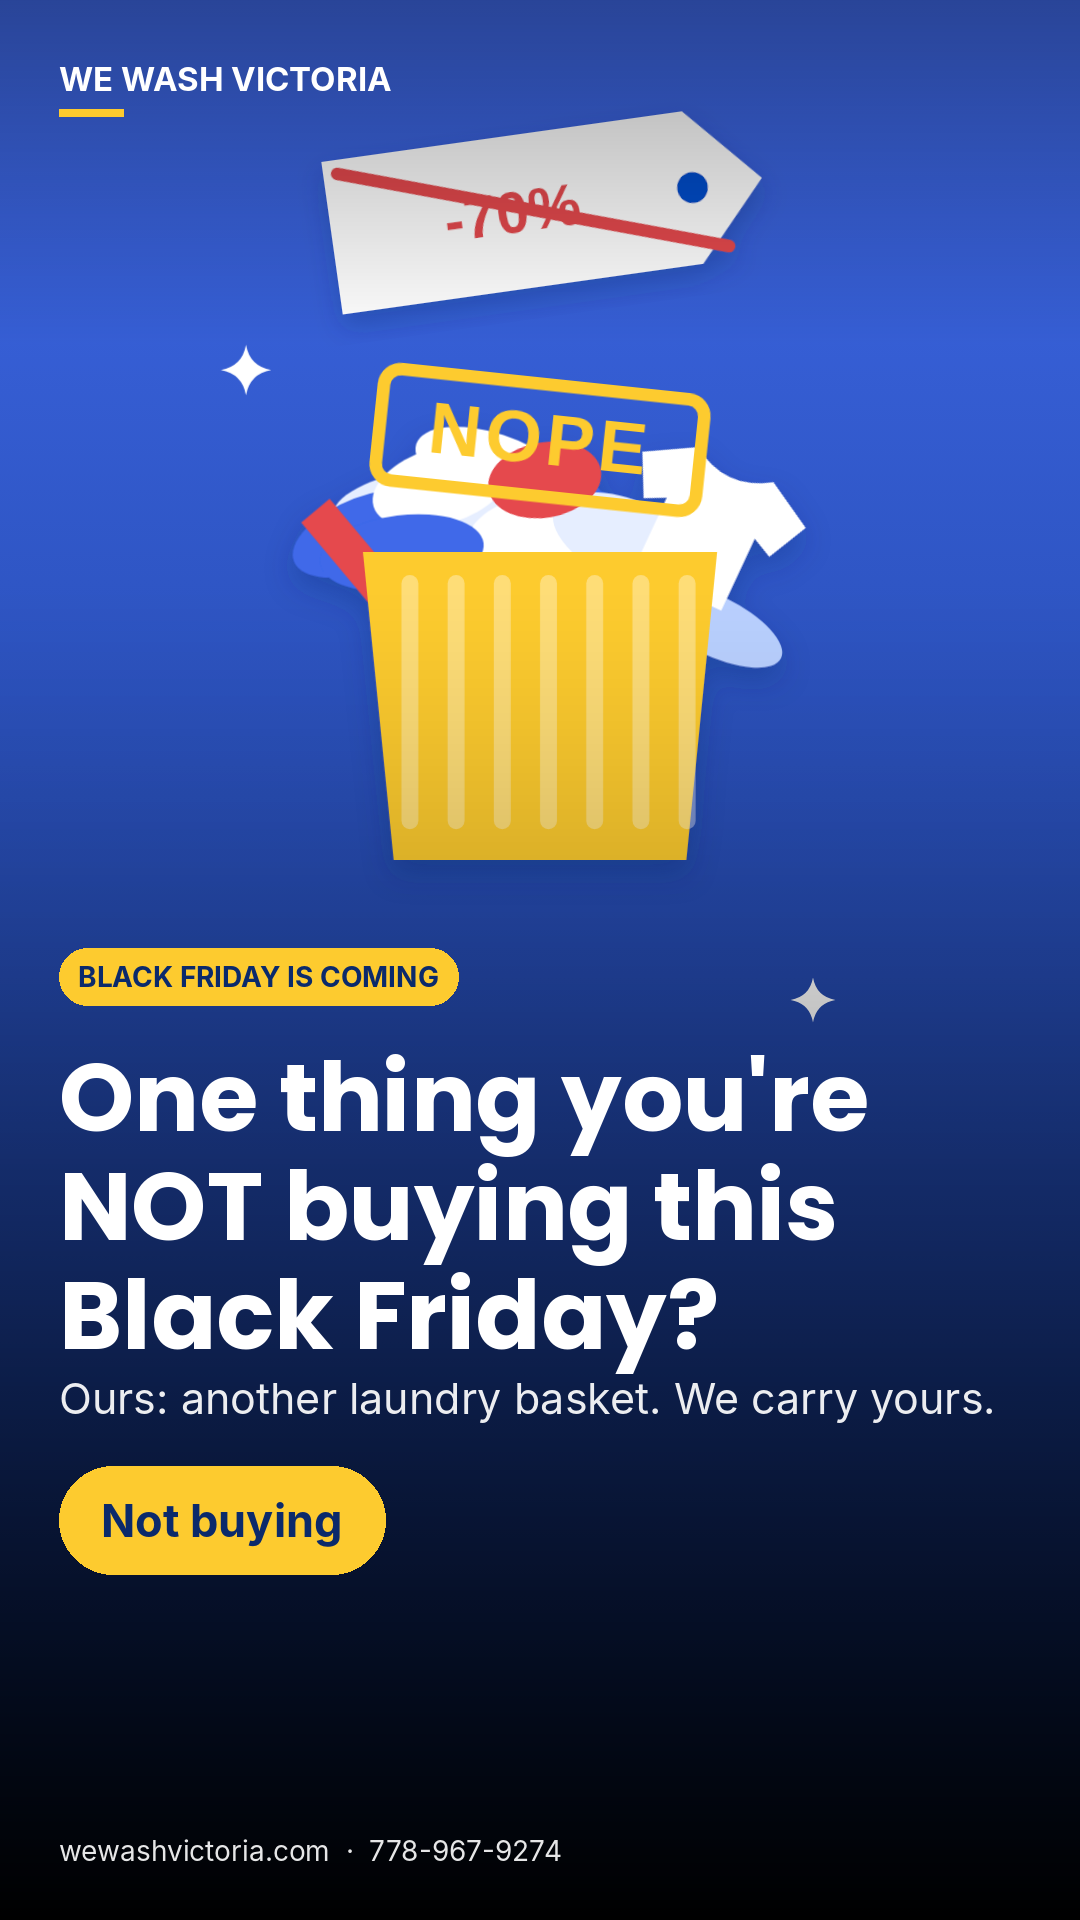 WE WASH VICTORIA
-70%
NOPE
BLACK FRIDAY IS COMING
One thing you're
NOT buying this
Black Friday?
Ours: another laundry basket. We carry yours.
Not buying
wewashvictoria.com · 778-967-9274